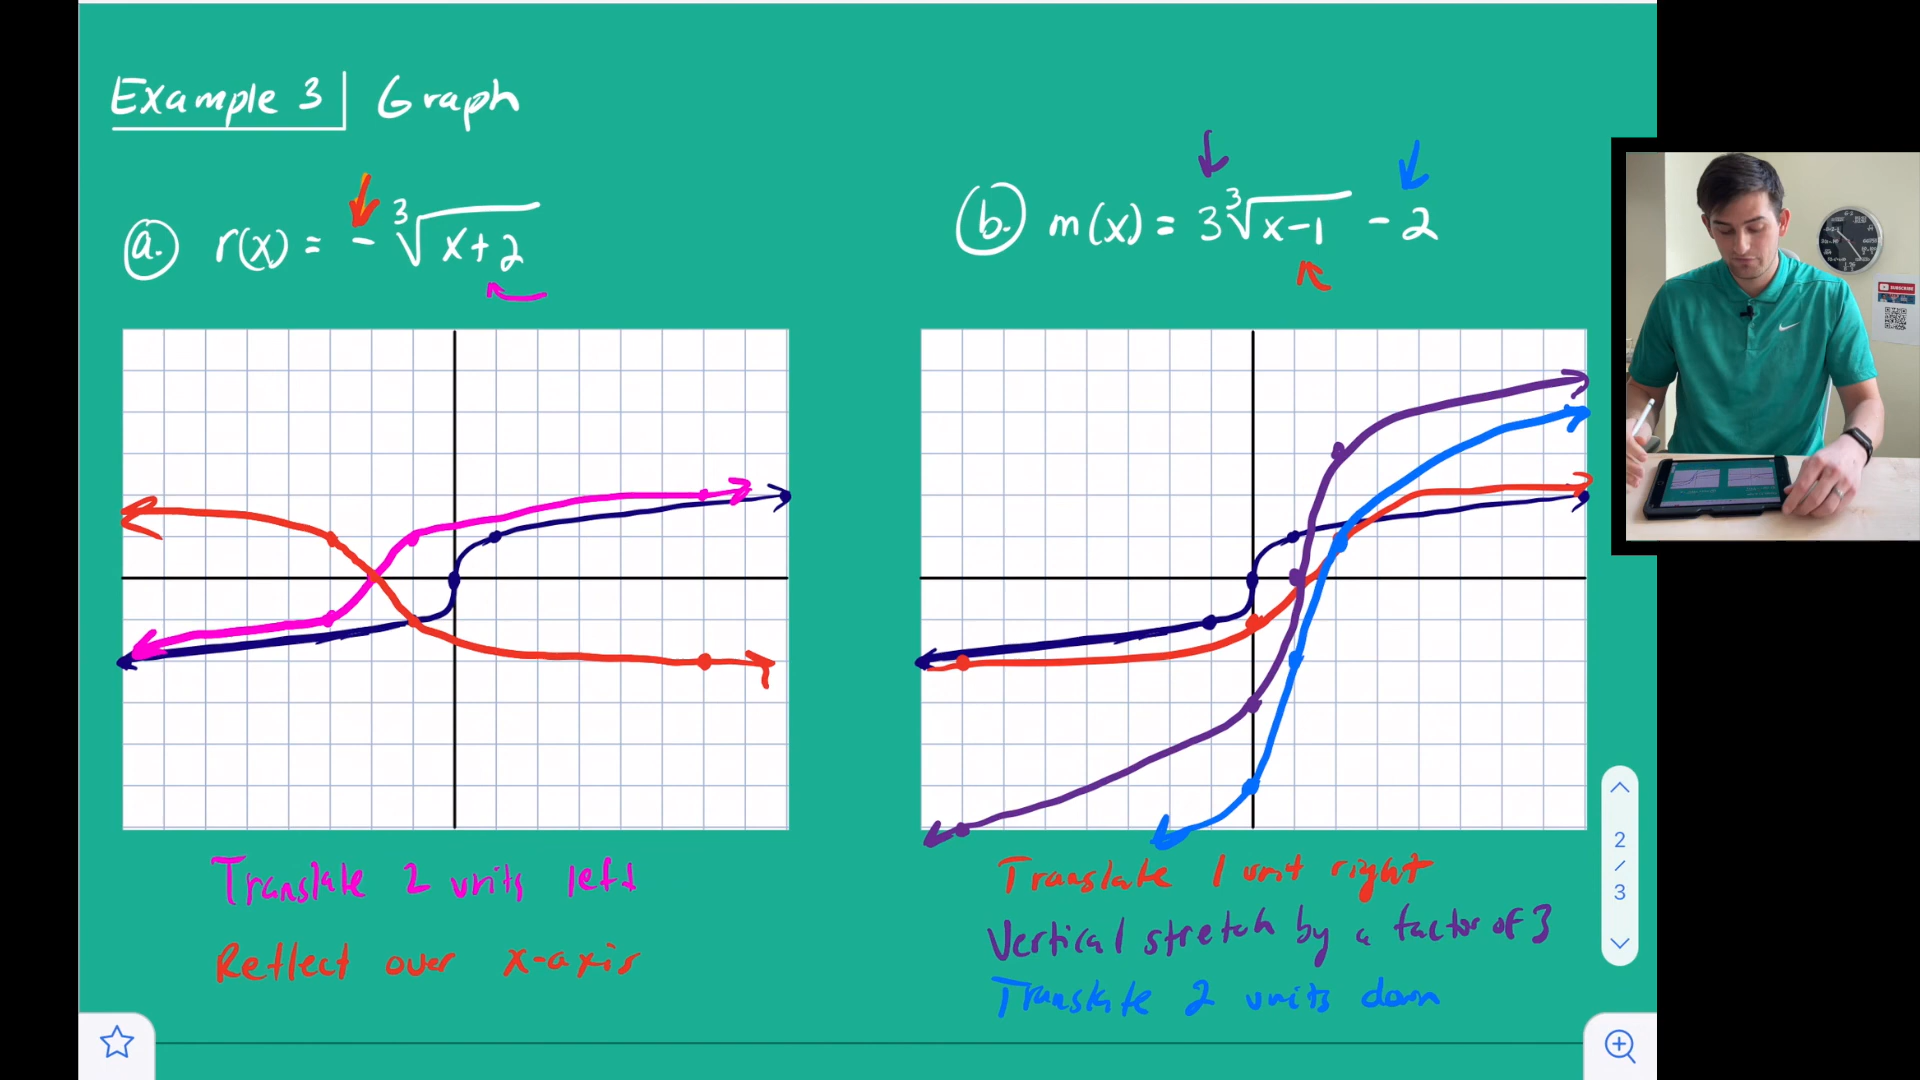 Example 3 | Graph
a. r(x) = - ∛(x+2)
b. m(x) = 3∛(x-1) - 2
Translate 2 units left
Reflect over x-axis
Translate 1 unit right
Vertical stretch by a factor of 3
Translate 2 units down
2
/
3
SUBSCRIBE